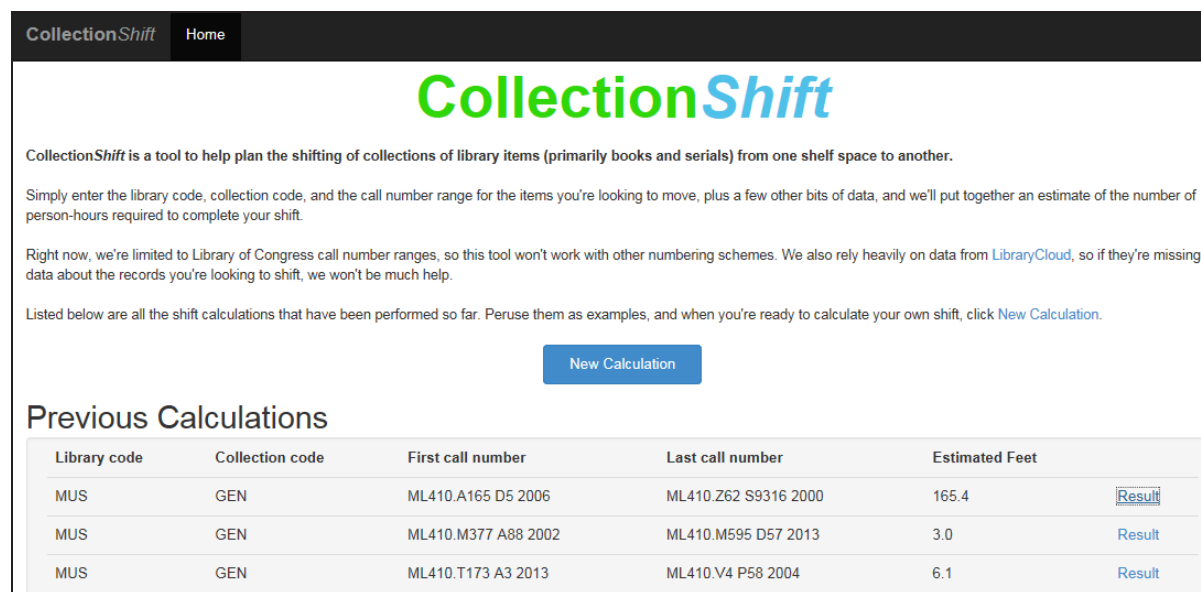 CollectionShift Home
CollectionShift
CollectionShift is a tool to help plan the shifting of collections of library items (primarily books and serials) from one shelf space to another.
Simply enter the library code, collection code, and the call number range for the items you're looking to move, plus a few other bits of data, and we'll put together an estimate of the number of
person-hours required to complete your shift.
Right now, we're limited to Library of Congress call number ranges, so this tool won't work with other numbering schemes. We also rely heavily on data from LibraryCloud, so if they're missing
data about the records you're looking to shift, we won't be much help.
Listed below are all the shift calculations that have been performed so far. Peruse them as examples, and when you're ready to calculate your own shift, click New Calculation.
New Calculation
Previous Calculations
Library code Collection code First call number Last call number Estimated Feet
MUS GEN ML410.A165 D5 2006 ML410.Z62 S9316 2000 165.4 Result
MUS GEN ML410.M377 A88 2002 ML410.M595 D57 2013 3.0 Result
MUS GEN ML410.T173 A3 2013 ML410.V4 P58 2004 6.1 Result